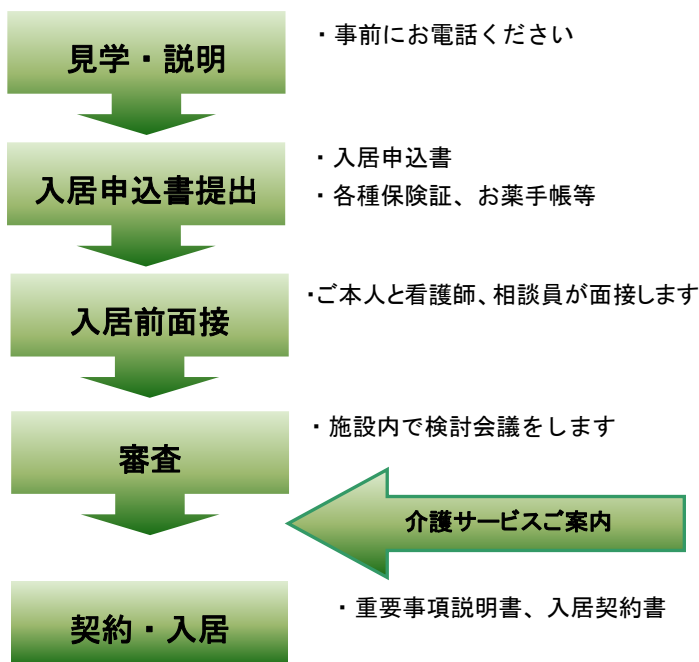 見学・説明
・事前にお電話ください
入居申込書提出
・入居申込書
・各種保険証、お薬手帳等
入居前面接
・ご本人と看護師、相談員が面接します
審査
・施設内で検討会議をします
介護サービスご案内
契約・入居
・重要事項説明書、入居契約書